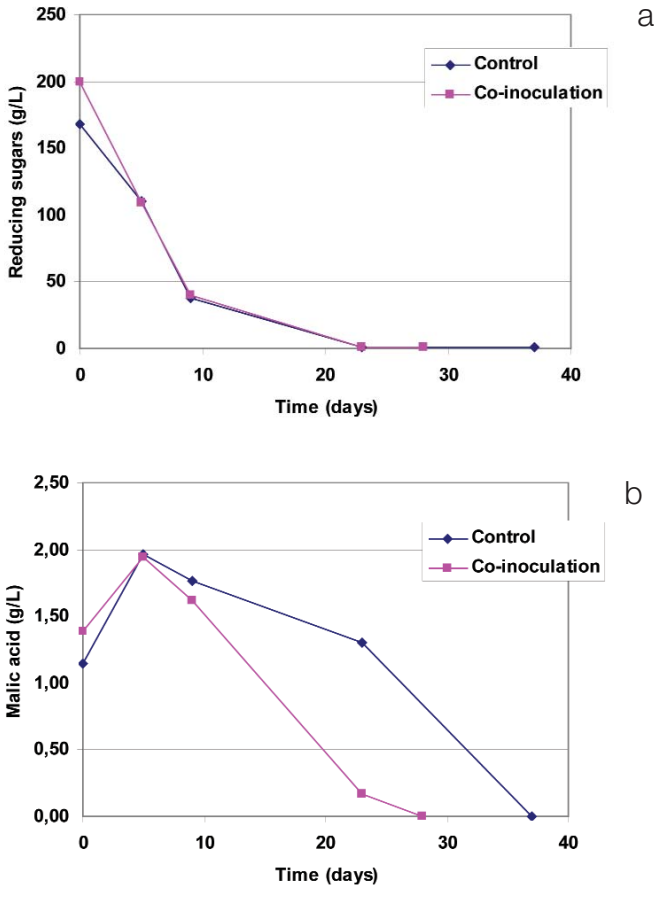 a
250
200
150
100
50
0
Reducing sugars (g/L)
Control
Co-inoculation
0 10 20 30 40
Time (days)
b
2,50
2,00
1,50
1,00
0,50
0,00
Malic acid (g/L)
Control
Co-inoculation
0 10 20 30 40
Time (days)